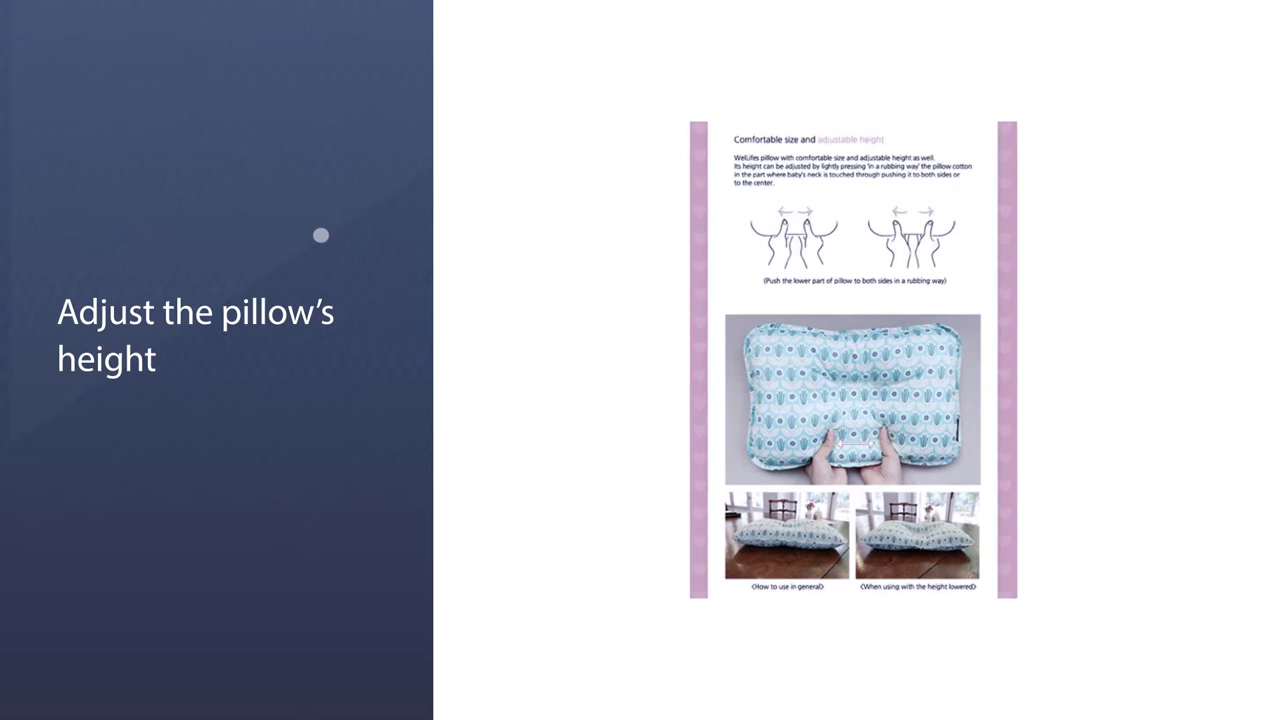 Adjust the pillow's
height
Comfortable size and adjustable height
WelLifes pillow with comfortable size and adjustable height as well.
Its height can be adjusted by lightly pressing 'in a rubbing way' the pillow cotton
in the part where baby's neck is touched through pushing it to both sides or
to the center.
(Push the lower part of pillow to both sides in a rubbing way)
<How to use in general>
<When using with the height lowered>